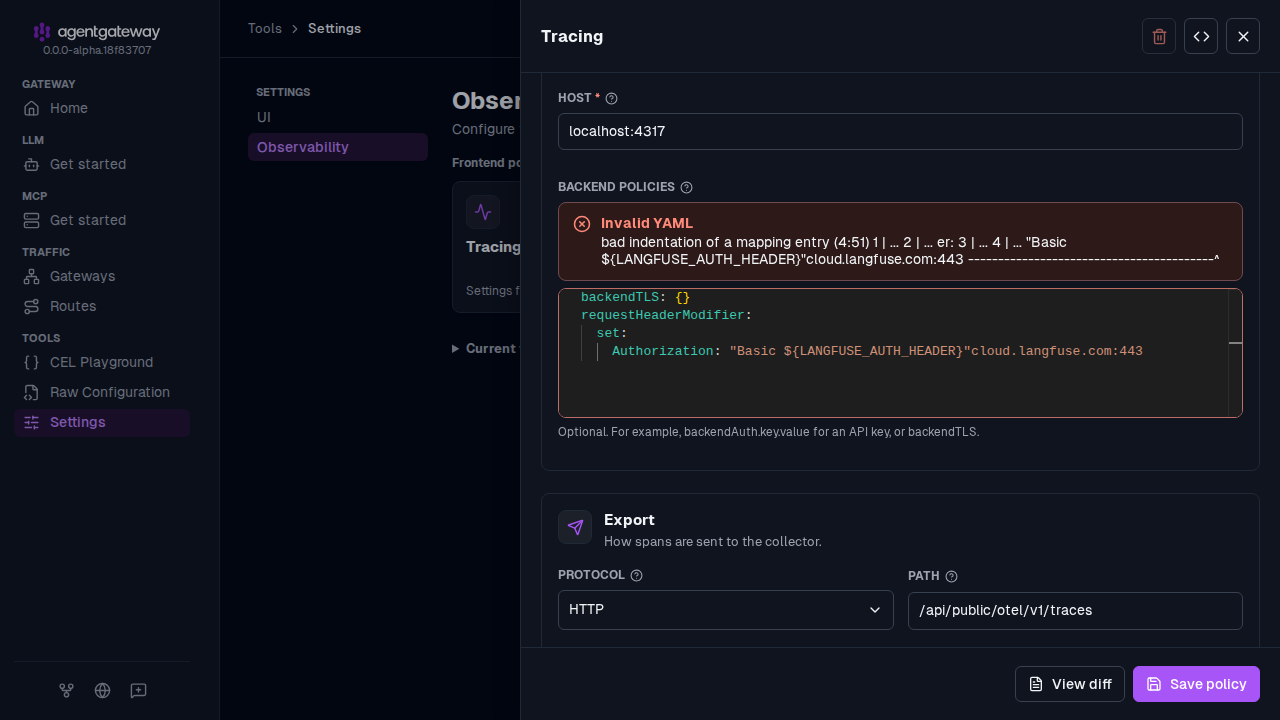 agentgateway
0.0.0-alpha.18f83707
GATEWAY
Home
LLM
Get started
MCP
Get started
TRAFFIC
Gateways
Routes
TOOLS
CEL Playground
Raw Configuration
Settings
Tools > Settings
SETTINGS
UI
Observability
Obser
Configure
Frontend po
Tracing
Settings f
Current
Tracing
HOST *
localhost:4317
BACKEND POLICIES
Invalid YAML
bad indentation of a mapping entry (4:51) 1 | ... 2 | ... er: 3 | ... 4 | ... "Basic
${LANGFUSE_AUTH_HEADER}"cloud.langfuse.com:443 -----------------------------------------^
backendTLS: {}
requestHeaderModifier:
set:
Authorization: "Basic ${LANGFUSE_AUTH_HEADER}"cloud.langfuse.com:443
Optional. For example, backendAuth.key.value for an API key, or backendTLS.
Export
How spans are sent to the collector.
PROTOCOL
HTTP
PATH
/api/public/otel/v1/traces
View diff
Save policy